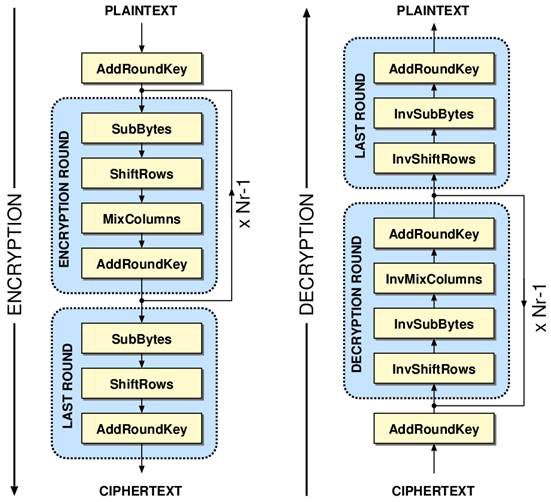 PLAINTEXT
AddRoundKey
SubBytes
ShiftRows
MixColumns
AddRoundKey
ENCRYPTION ROUND
x Nr-1
SubBytes
ShiftRows
AddRoundKey
LAST ROUND
CIPHERTEXT
ENCRYPTION
PLAINTEXT
AddRoundKey
InvSubBytes
InvShiftRows
LAST ROUND
AddRoundKey
InvMixColumns
InvSubBytes
InvShiftRows
DECRYPTION ROUND
x Nr-1
AddRoundKey
CIPHERTEXT
DECRYPTION